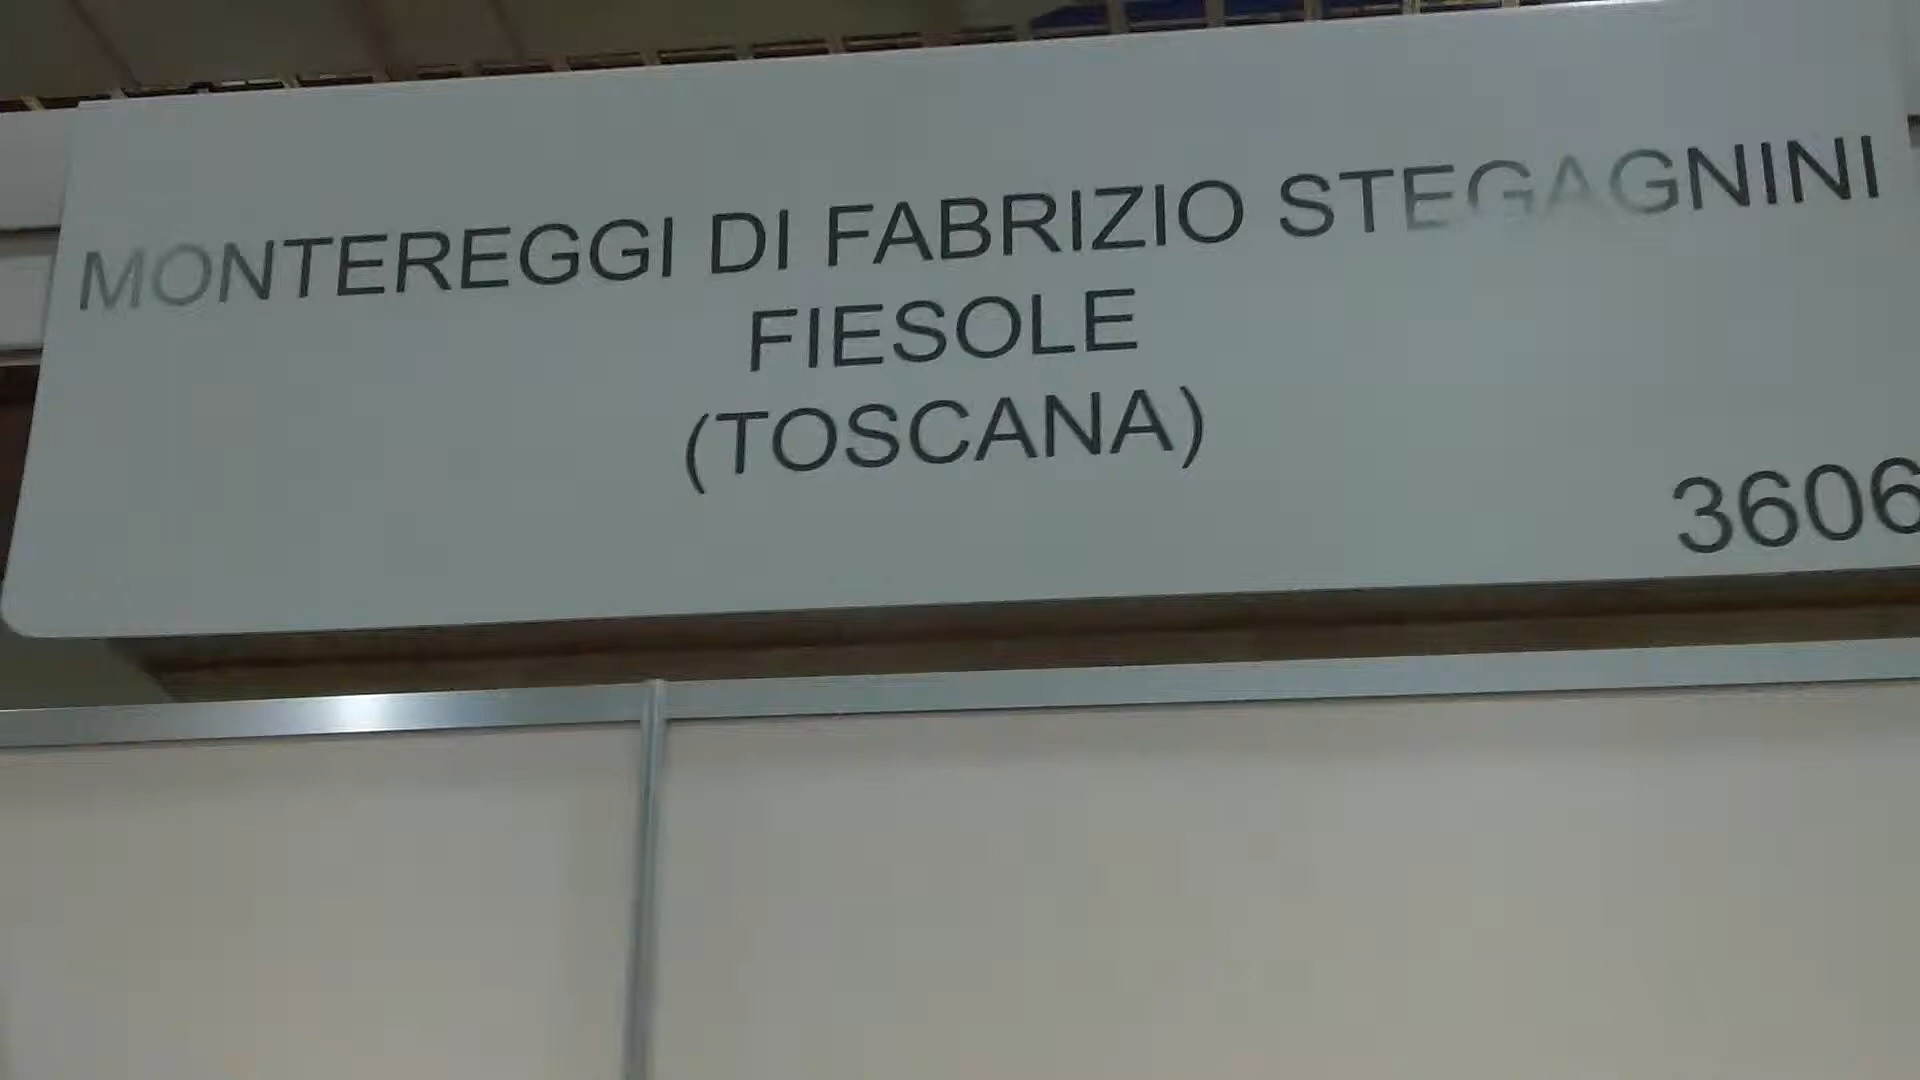 MONTEREGGI DI FABRIZIO STEGAGNINI
FIESOLE
(TOSCANA)
3606